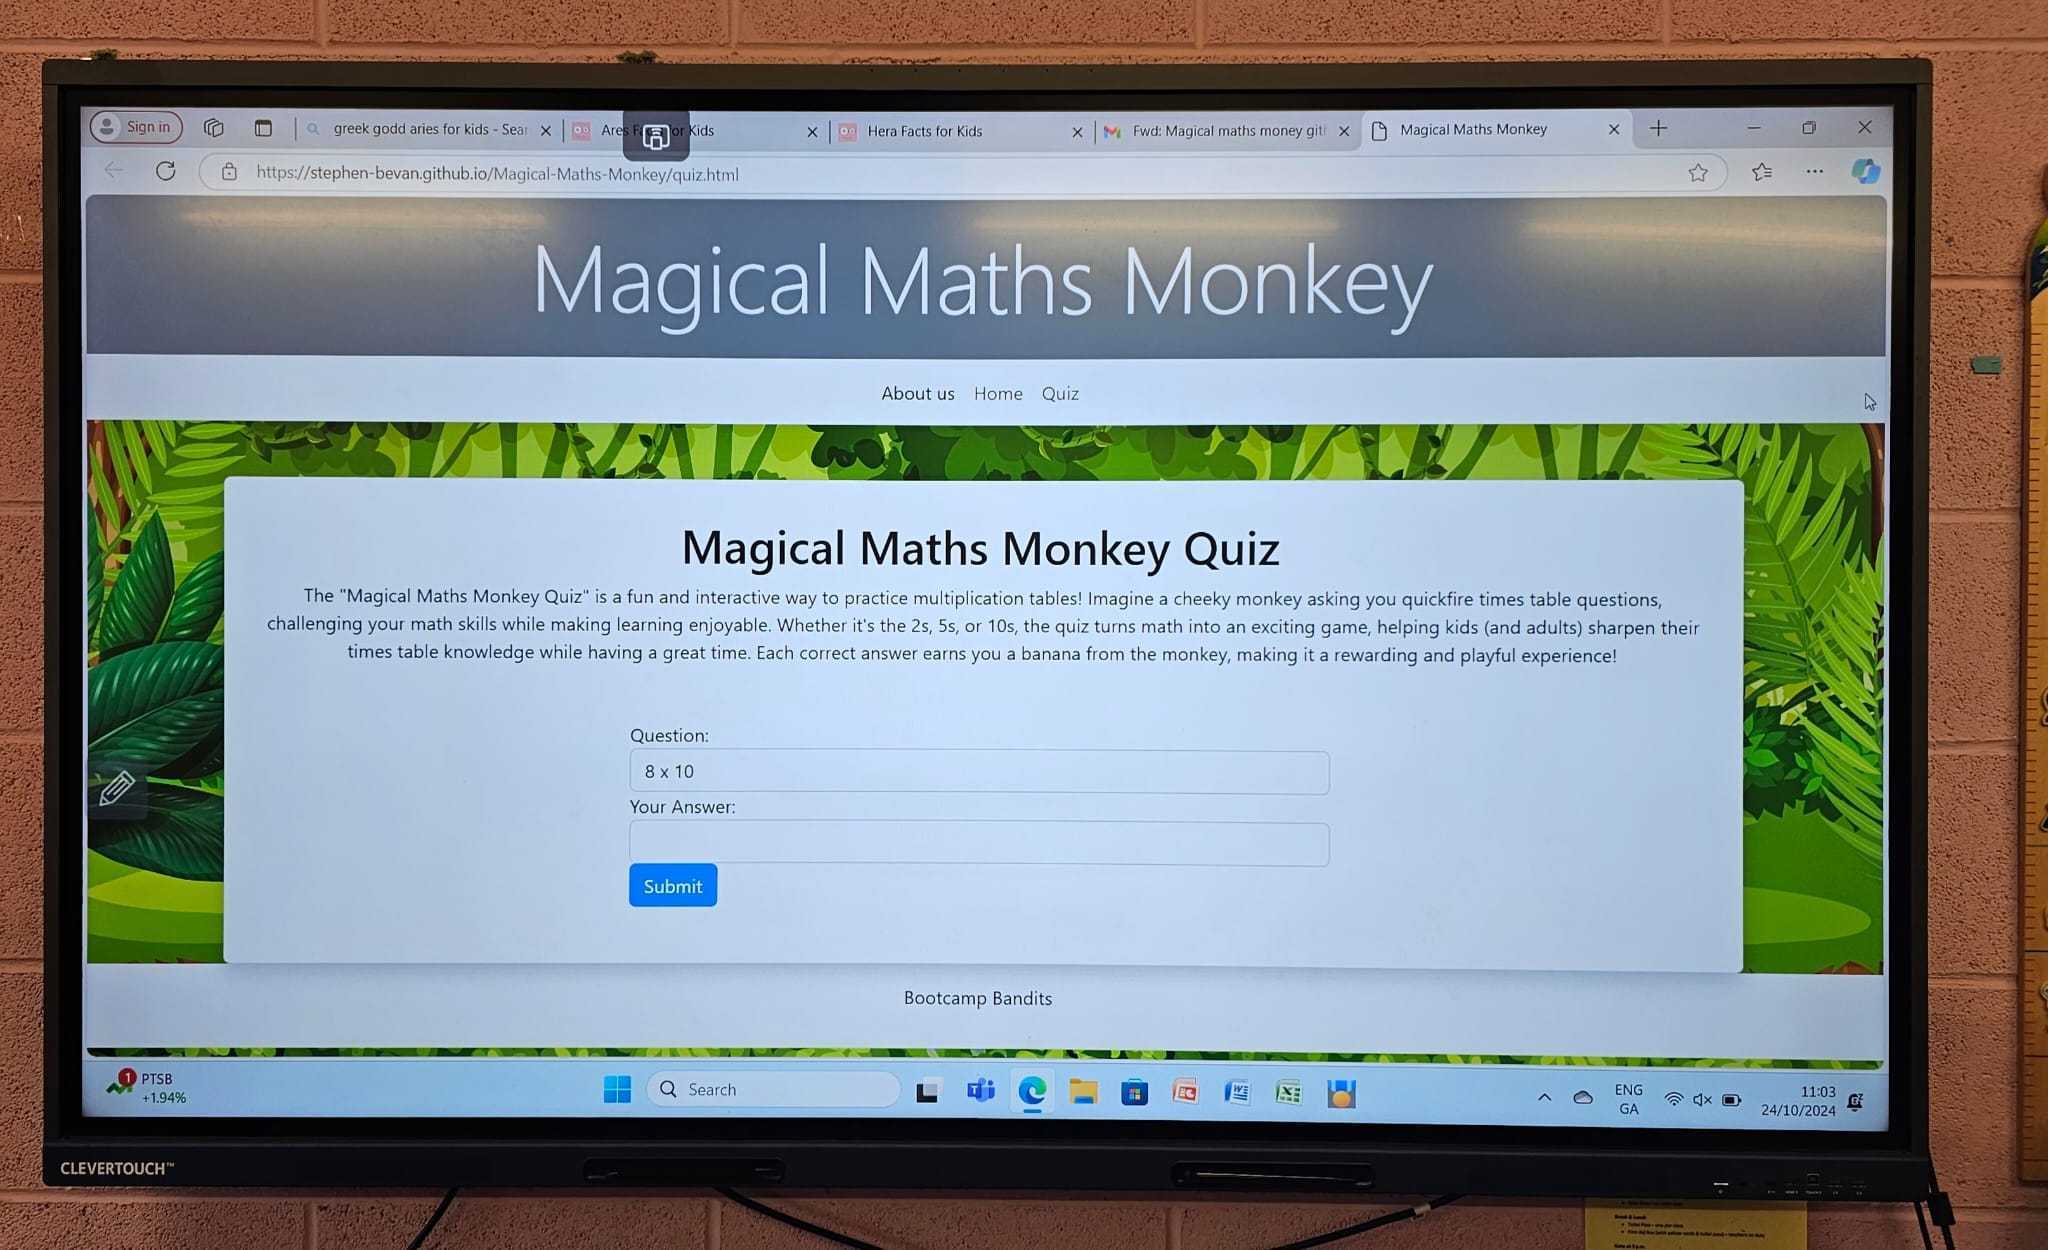 Sign in
greek godd aries for kids - Sear
Ares Fa or Kids
Hera Facts for Kids
Fwd: Magical maths money git
Magical Maths Monkey
https://stephen-bevan.github.io/Magical-Maths-Monkey/quiz.html
Magical Maths Monkey
About us Home Quiz
Magical Maths Monkey Quiz
The "Magical Maths Monkey Quiz" is a fun and interactive way to practice multiplication tables! Imagine a cheeky monkey asking you quickfire times table questions,
challenging your math skills while making learning enjoyable. Whether it's the 2s, 5s, or 10s, the quiz turns math into an exciting game, helping kids (and adults) sharpen their
times table knowledge while having a great time. Each correct answer earns you a banana from the monkey, making it a rewarding and playful experience!
Question:
8 x 10
Your Answer:
Submit
Bootcamp Bandits
1 PTSB
+1.94%
Search
ENG
GA
11:03
24/10/2024
CLEVERTOUCH™